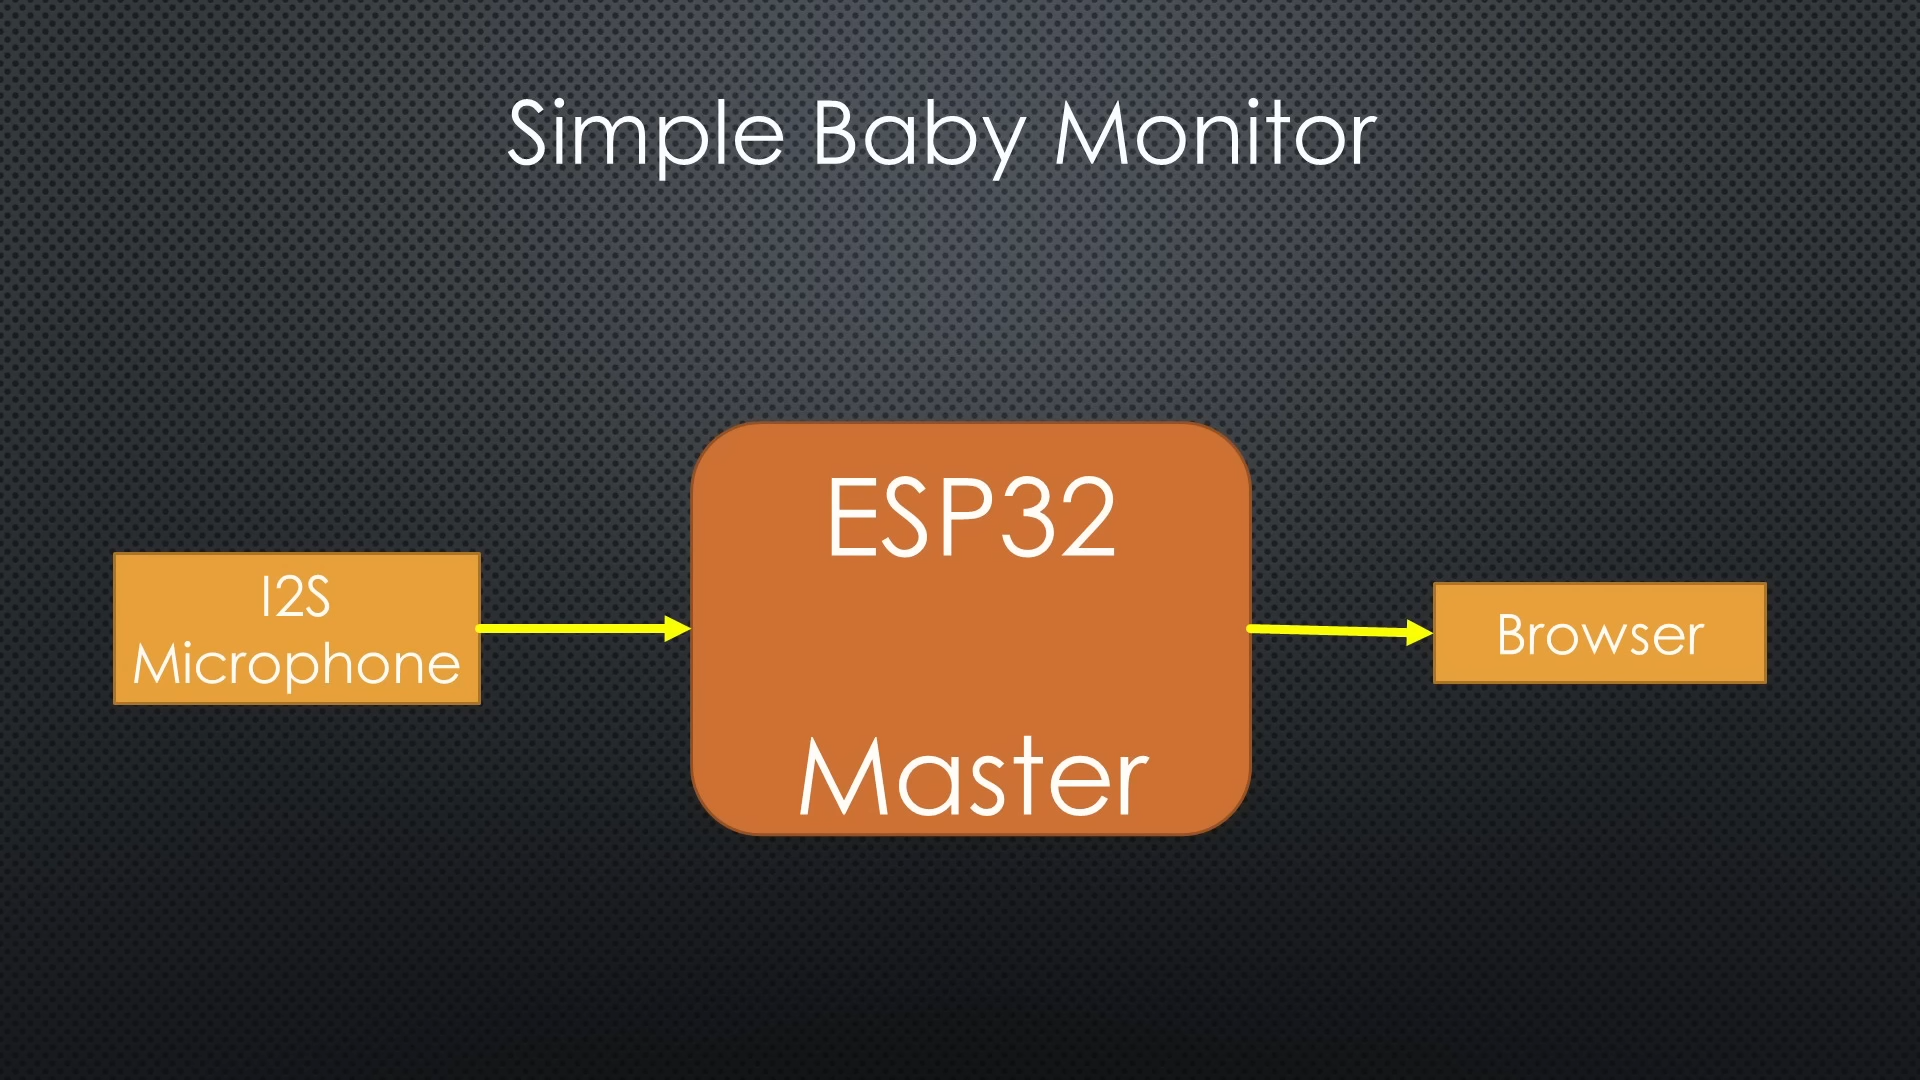 Simple Baby Monitor
ESP32
I2S
Microphone
Browser
Master